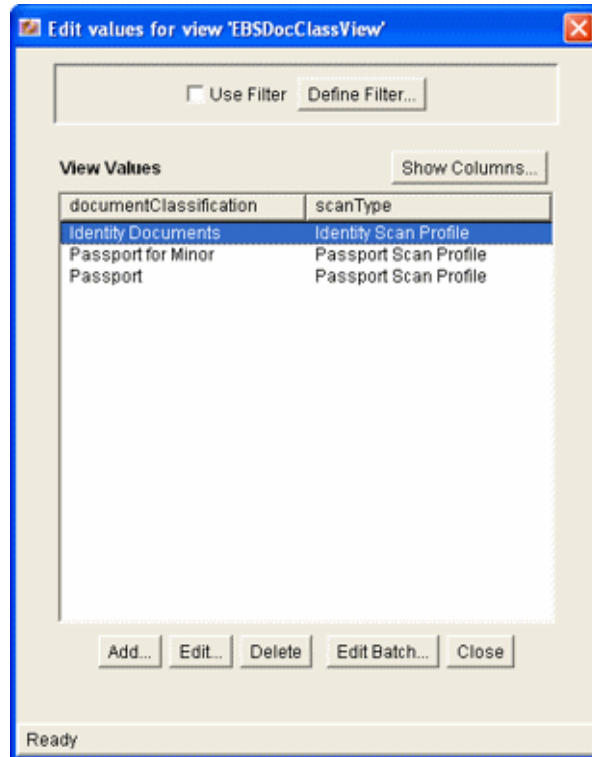 Edit values for view 'EBSDocClassView'
Use Filter Define Filter...
View Values Show Columns...
documentClassification scanType
Identity Documents Identity Scan Profile
Passport for Minor Passport Scan Profile
Passport Passport Scan Profile
Add... Edit... Delete Edit Batch... Close
Ready